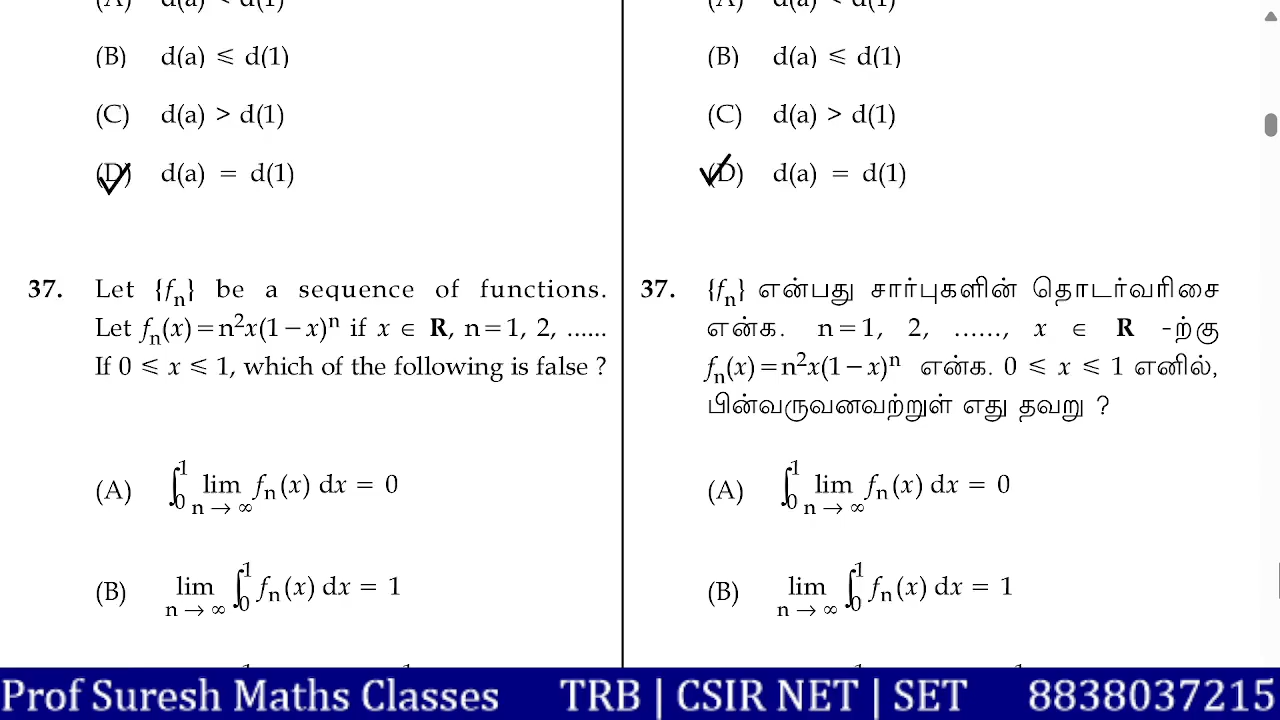 (A) d(a) < d(1)
(B) d(a) ⩽ d(1)
(C) d(a) > d(1)
(D) d(a) = d(1)
37. Let {fn} be a sequence of functions.
Let fn(x)=n²x(1−x)ⁿ if x ∈ R, n=1, 2, ......
If 0 ⩽ x ⩽ 1, which of the following is false ?
(A) ∫₀¹ lim n → ∞ fn(x) dx = 0
(B) lim n → ∞ ∫₀¹ fn(x) dx = 1
(A) d(a) < d(1)
(B) d(a) ⩽ d(1)
(C) d(a) > d(1)
(D) d(a) = d(1)
37. {fn} என்பது சார்புகளின் தொடர்வரிசை
என்க. n=1, 2, ......, x ∈ R -ற்கு
fn(x)=n²x(1−x)ⁿ என்க. 0 ⩽ x ⩽ 1 எனில்,
பின்வருவனவற்றுள் எது தவறு ?
(A) ∫₀¹ lim n → ∞ fn(x) dx = 0
(B) lim n → ∞ ∫₀¹ fn(x) dx = 1
Prof Suresh Maths Classes TRB | CSIR NET | SET 8838037215